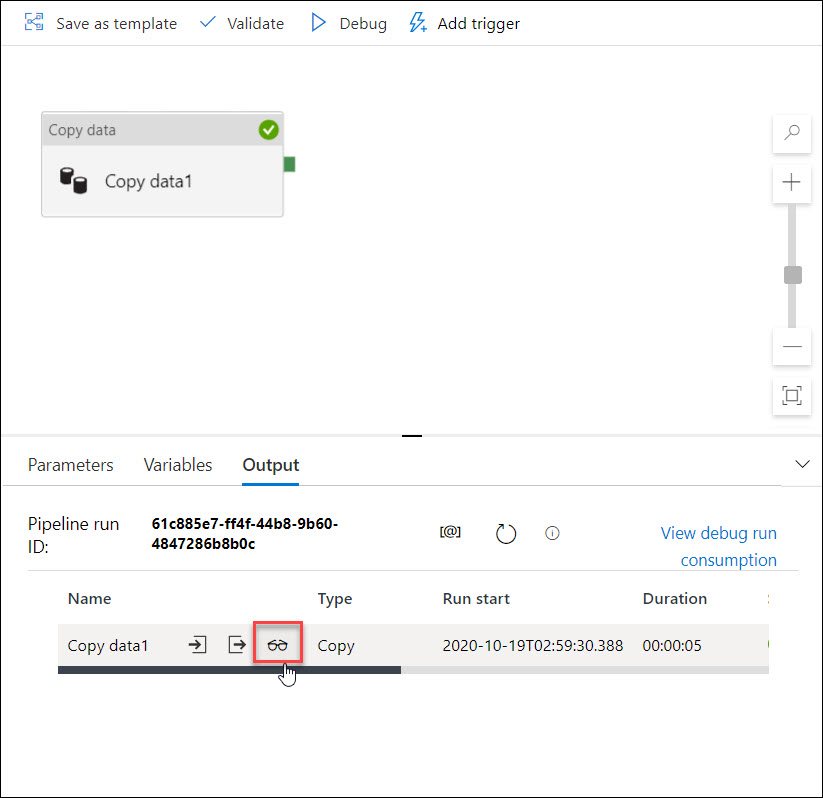 Save as template Validate Debug Add trigger
Copy data
Copy data1
Parameters Variables Output
Pipeline run 61c885e7-ff4f-44b8-9b60- [@] View debug run
ID: 4847286b8b0c consumption
Name Type Run start Duration
Copy data1 Copy 2020-10-19T02:59:30.388 00:00:05